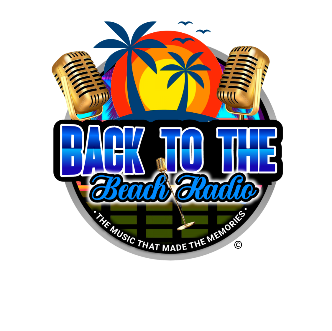 BACK TO THE
Beach Radio
• THE MUSIC THAT MADE THE MEMORIES •
©